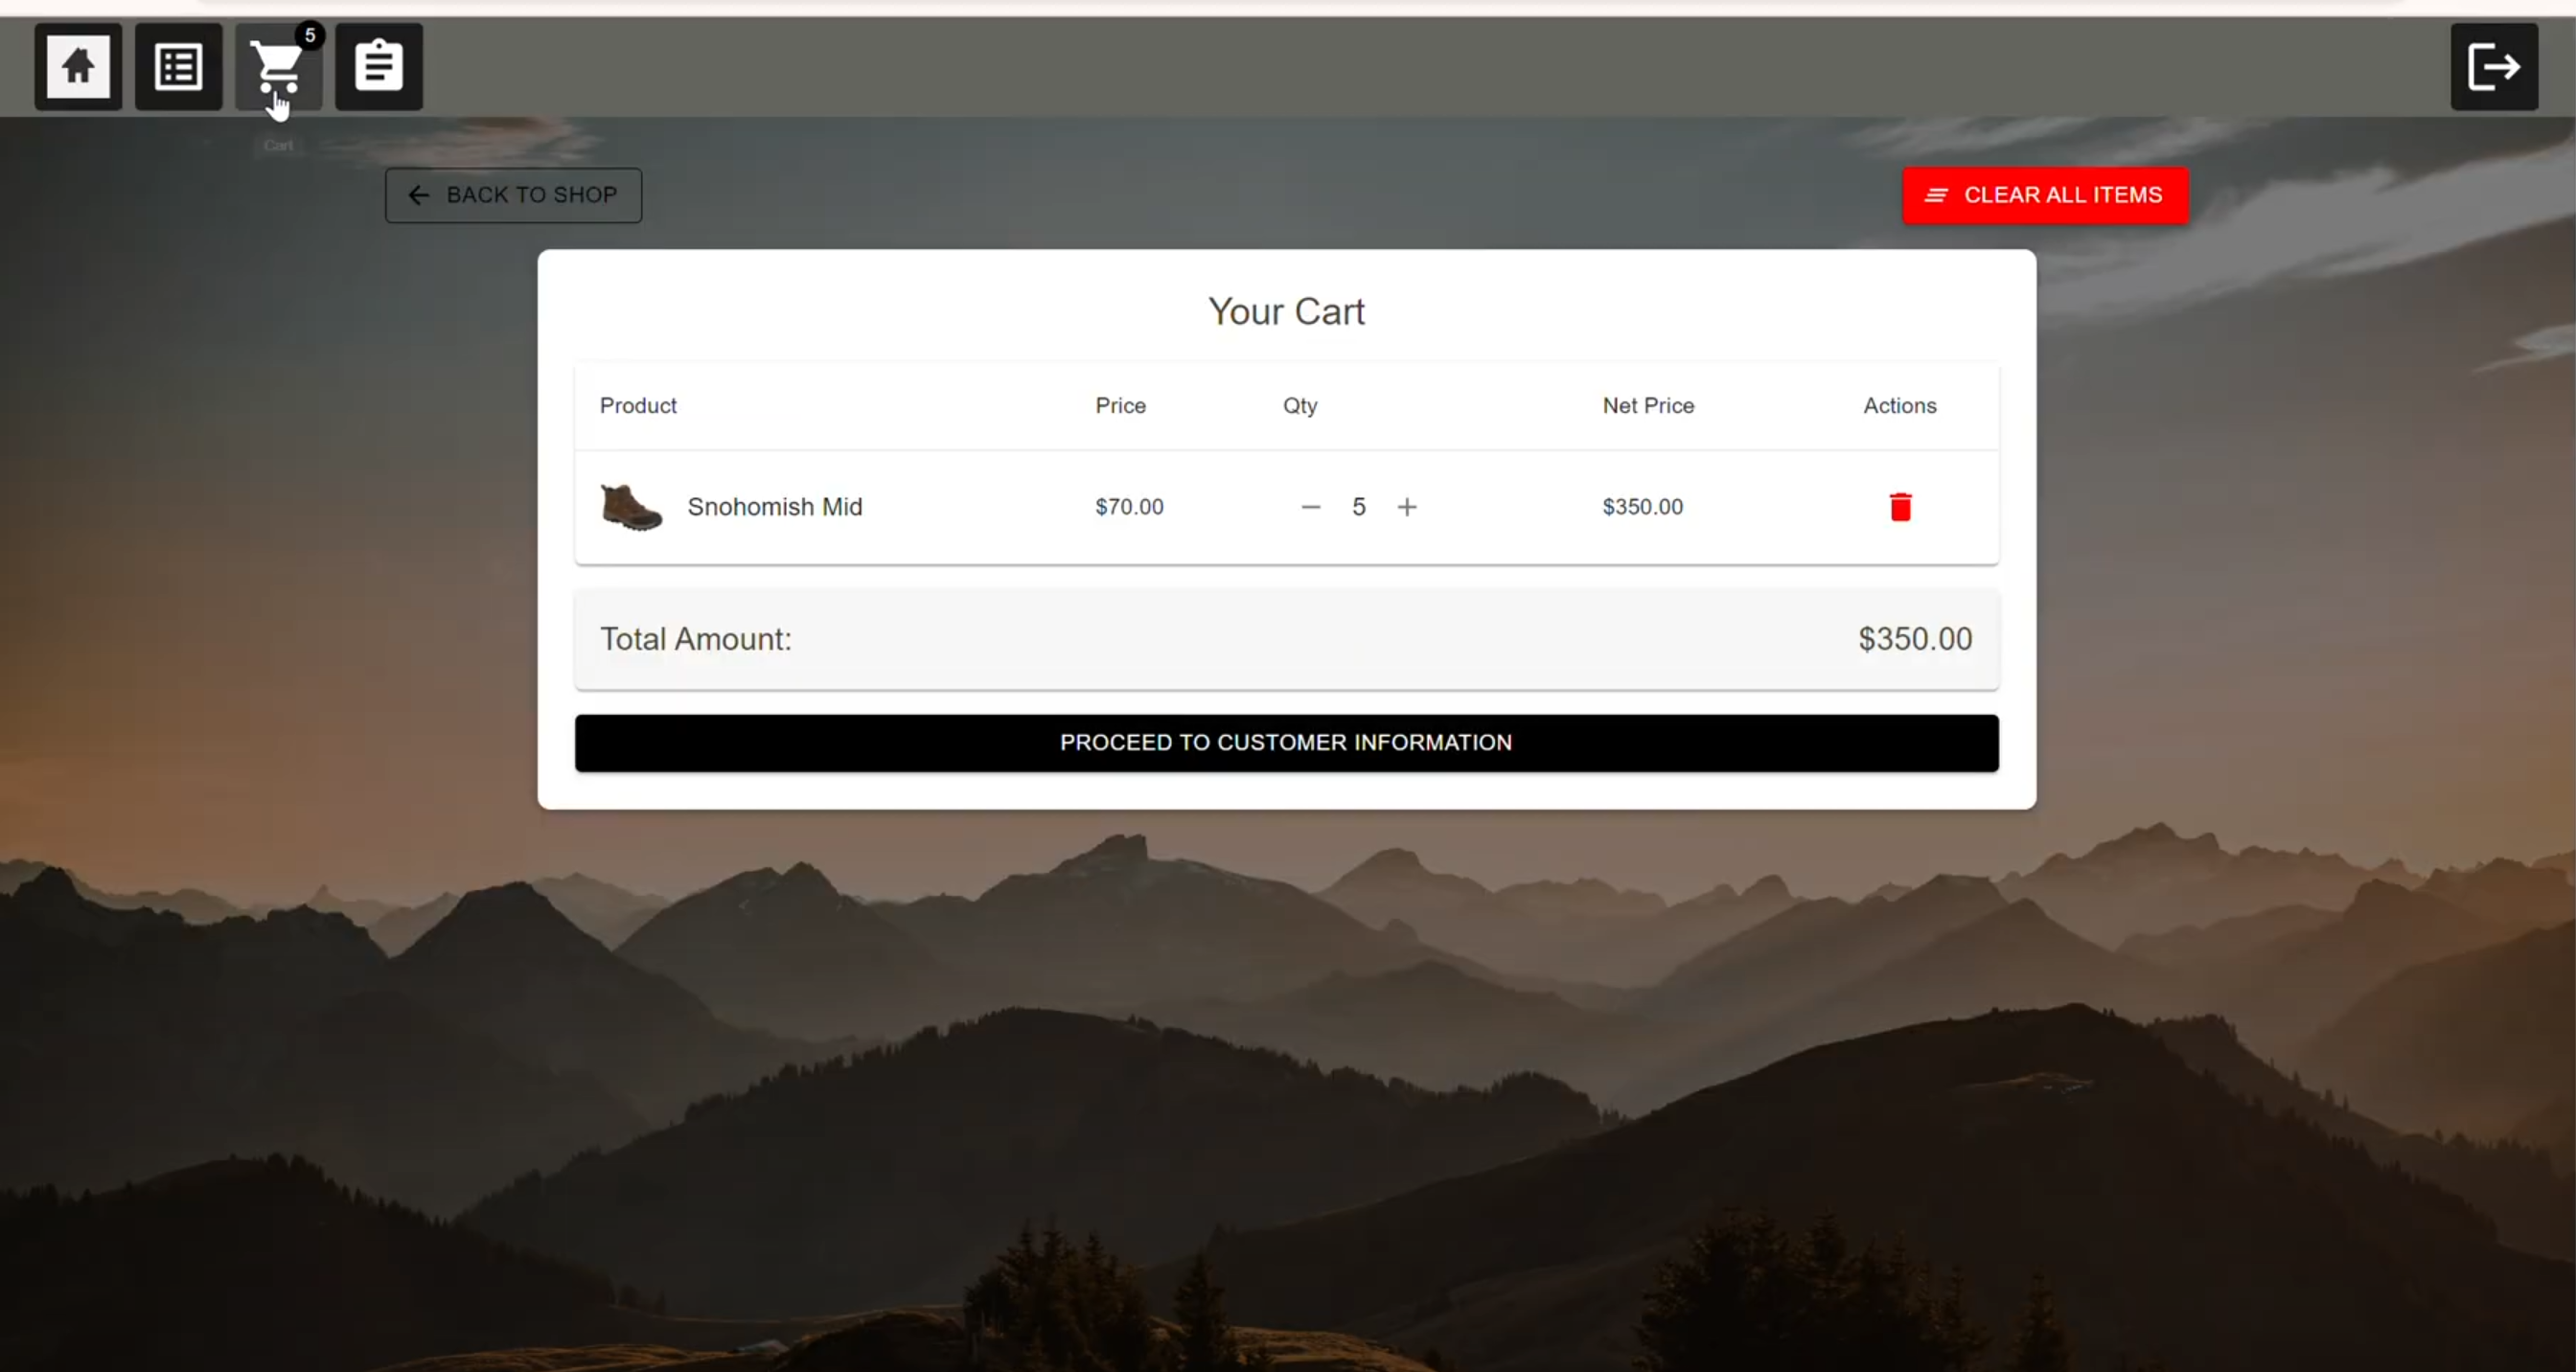 5
Cart
BACK TO SHOP
CLEAR ALL ITEMS
Your Cart
Product Price Qty Net Price Actions
Snohomish Mid $70.00 5 $350.00
Total Amount: $350.00
PROCEED TO CUSTOMER INFORMATION